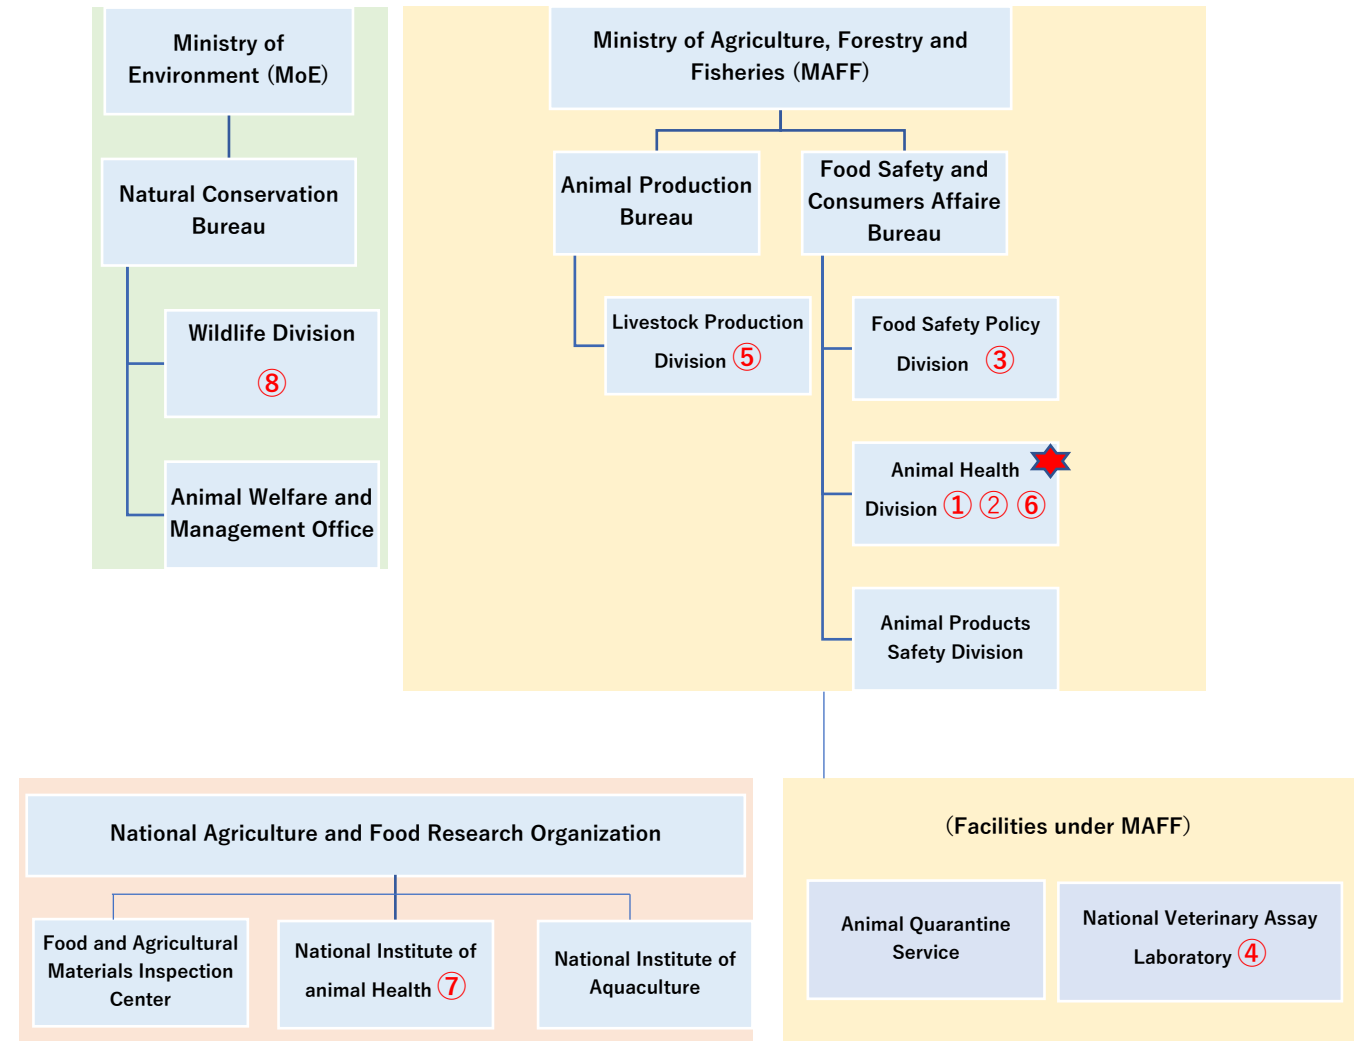 Ministry of
Environment (MoE)
Natural Conservation
Bureau
Wildlife Division
⑧
Animal Welfare and
Management Office
Ministry of Agriculture, Forestry and
Fisheries (MAFF)
Animal Production
Bureau
Livestock Production
Division ⑤
Food Safety and
Consumers Affaire
Bureau
Food Safety Policy
Division ③
Animal Health
Division ① ② ⑥
Animal Products
Safety Division
National Agriculture and Food Research Organization
Food and Agricultural
Materials Inspection
Center
National Institute of
animal Health ⑦
National Institute of
Aquaculture
(Facilities under MAFF)
Animal Quarantine
Service
National Veterinary Assay
Laboratory ④